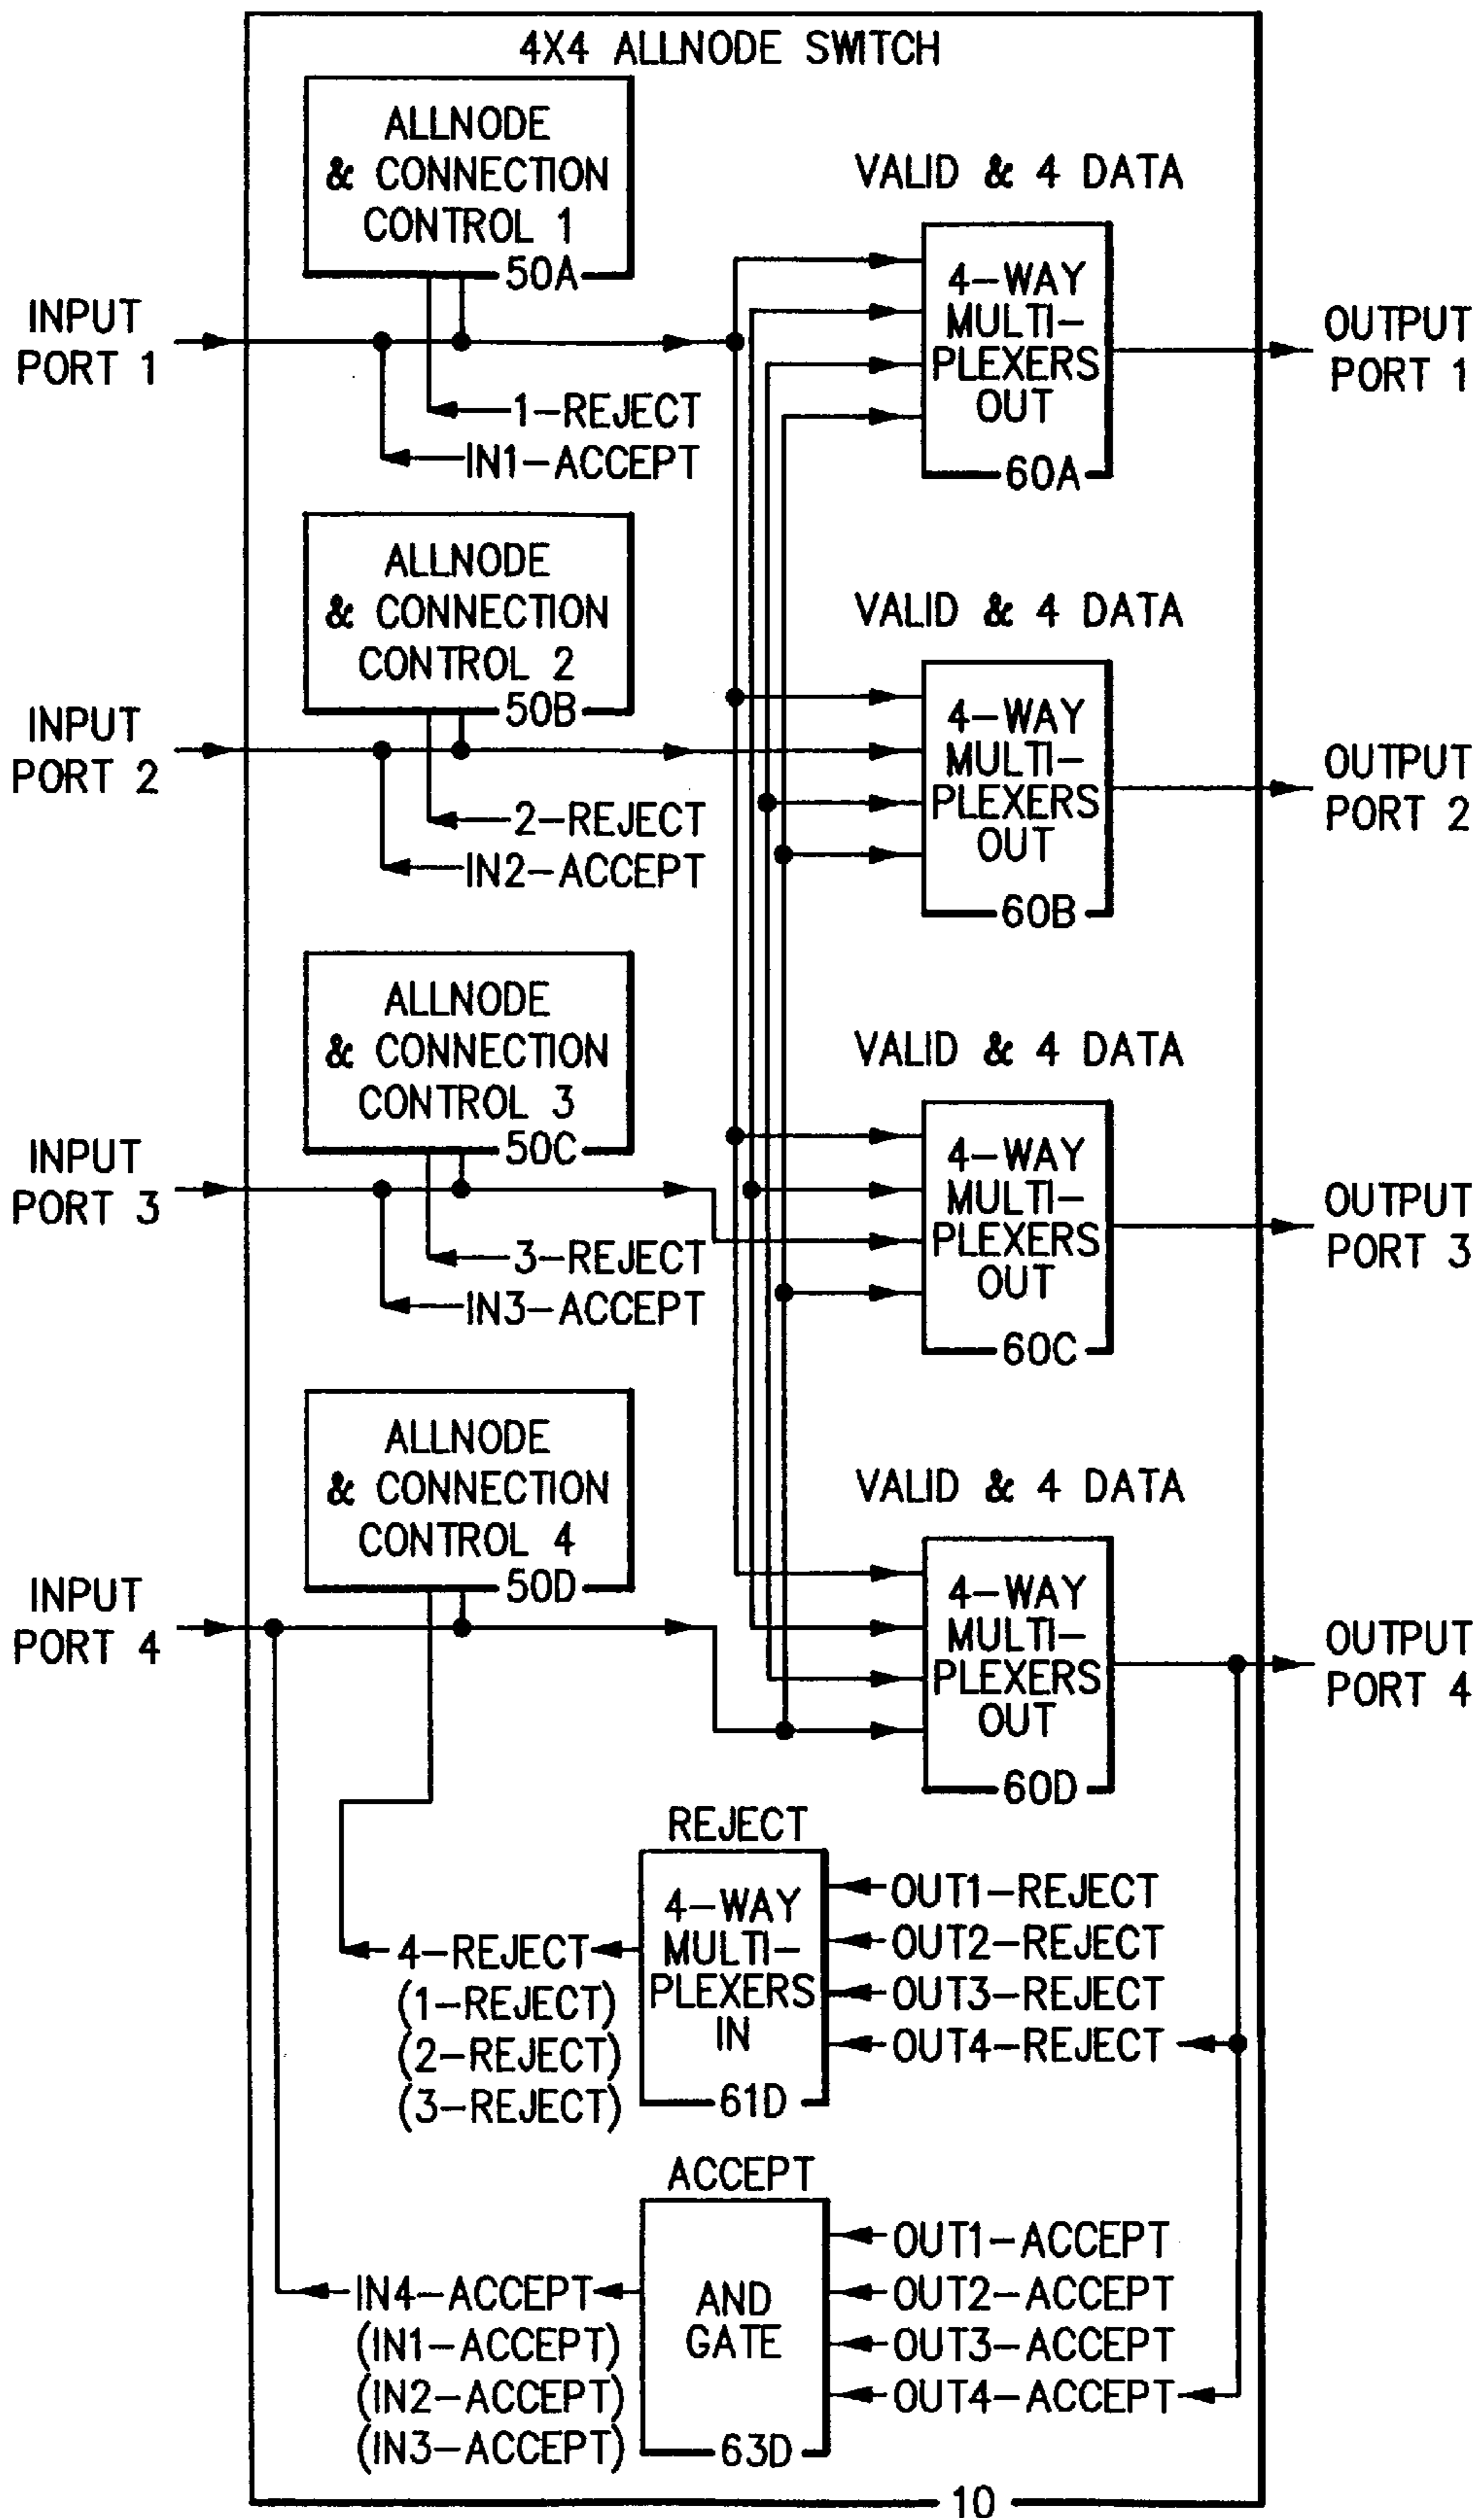 4X4 ALLNODE SWITCH
ALLNODE
& CONNECTION
CONTROL 1
50A
VALID & 4 DATA
4-WAY
MULTI-
PLEXERS
OUT
60A
INPUT
PORT 1
OUTPUT
PORT 1
1-REJECT
IN1-ACCEPT
ALLNODE
& CONNECTION
CONTROL 2
50B
VALID & 4 DATA
4-WAY
MULTI-
PLEXERS
OUT
60B
INPUT
PORT 2
OUTPUT
PORT 2
2-REJECT
IN2-ACCEPT
ALLNODE
& CONNECTION
CONTROL 3
50C
VALID & 4 DATA
4-WAY
MULTI-
PLEXERS
OUT
60C
INPUT
PORT 3
OUTPUT
PORT 3
3-REJECT
IN3-ACCEPT
ALLNODE
& CONNECTION
CONTROL 4
50D
VALID & 4 DATA
4-WAY
MULTI-
PLEXERS
OUT
60D
INPUT
PORT 4
OUTPUT
PORT 4
REJECT
4-WAY
MULTI-
PLEXERS
IN
61D
4-REJECT
(1-REJECT)
(2-REJECT)
(3-REJECT)
OUT1-REJECT
OUT2-REJECT
OUT3-REJECT
OUT4-REJECT
ACCEPT
AND
GATE
63D
IN4-ACCEPT
(IN1-ACCEPT)
(IN2-ACCEPT)
(IN3-ACCEPT)
OUT1-ACCEPT
OUT2-ACCEPT
OUT3-ACCEPT
OUT4-ACCEPT
10